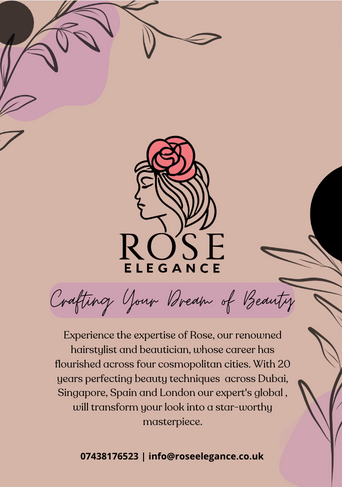 ROSE
ELEGANCE
Crafting Your Dream of Beauty
Experience the expertise of Rose, our renowned
hairstylist and beautician, whose career has
flourished across four cosmopolitan cities. With 20
years perfecting beauty techniques across Dubai,
Singapore, Spain and London our expert's global ,
will transform your look into a star-worthy
masterpiece.
07438176523 | info@roseelegance.co.uk